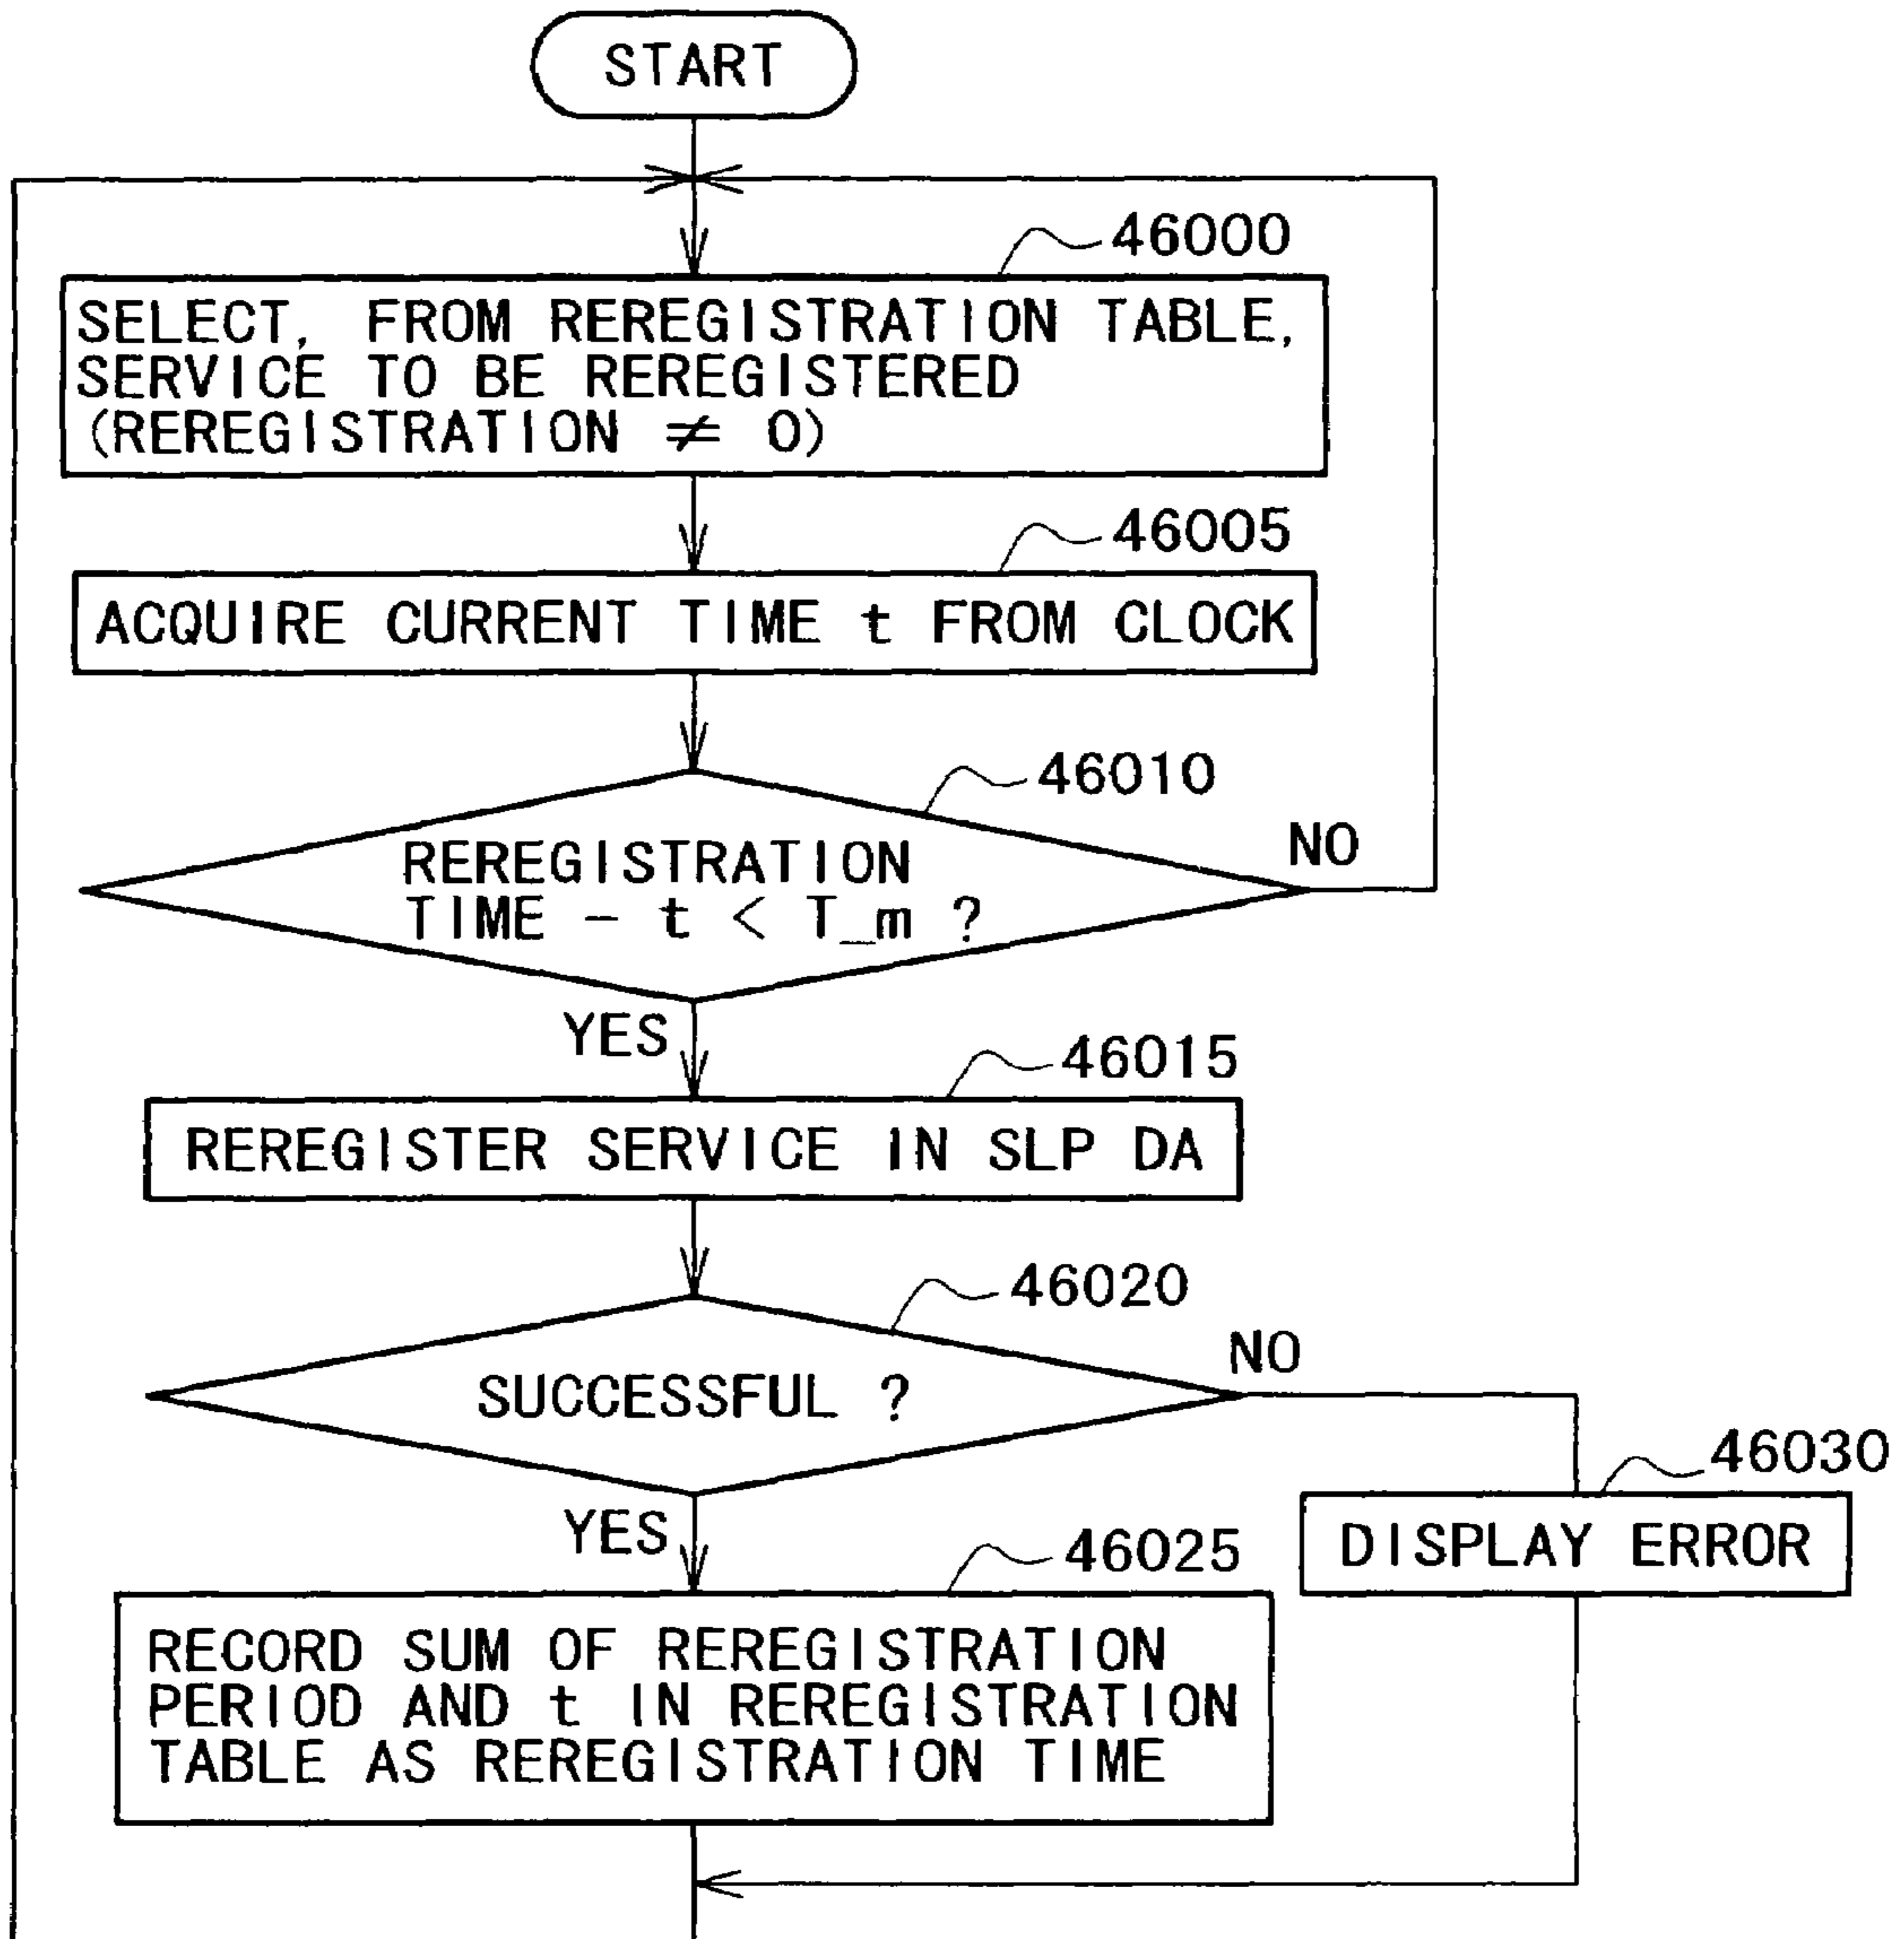 START
46000
SELECT, FROM REREGISTRATION TABLE,
SERVICE TO BE REREGISTERED
(REREGISTRATION ≠ 0)
46005
ACQUIRE CURRENT TIME t FROM CLOCK
46010
REREGISTRATION
TIME - t < T_m ?
NO
YES
46015
REREGISTER SERVICE IN SLP DA
46020
SUCCESSFUL ?
NO
YES
46030
DISPLAY ERROR
46025
RECORD SUM OF REREGISTRATION
PERIOD AND t IN REREGISTRATION
TABLE AS REREGISTRATION TIME